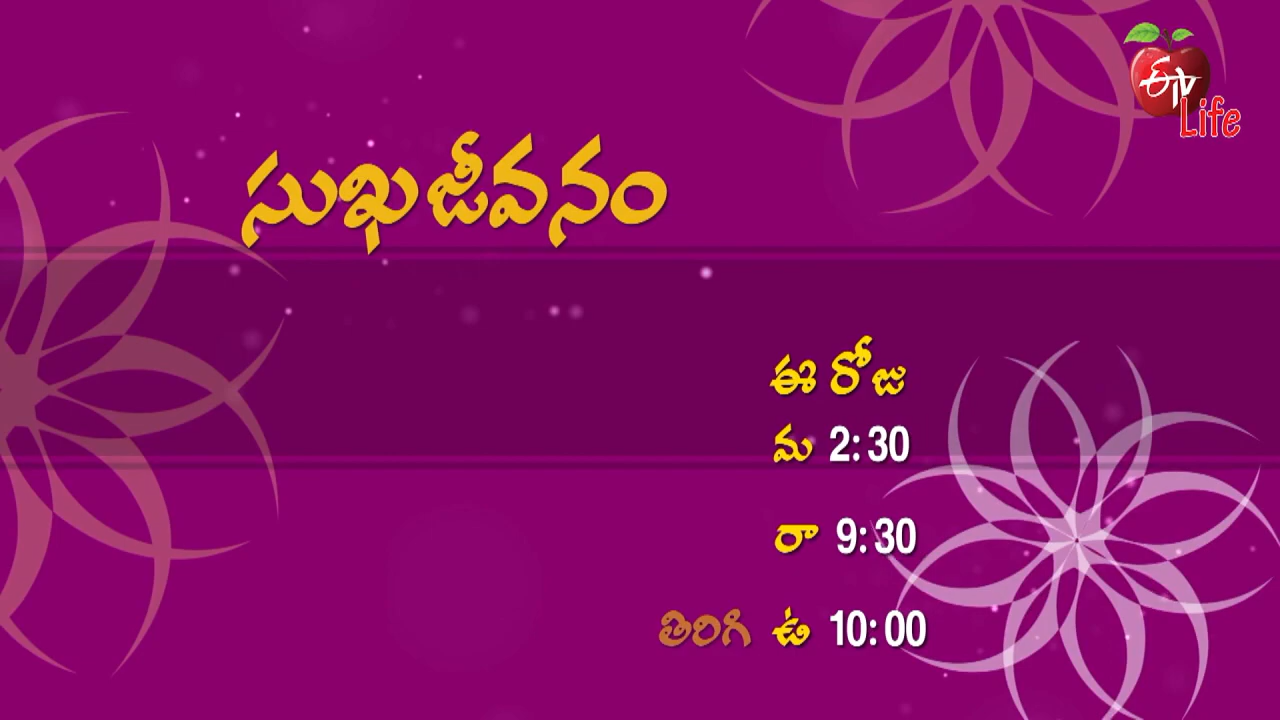 ETV
Life
సుఖజీవనం
ఈ రోజు
మ 2:30
రా 9:30
తిరిగి ఉ 10:00